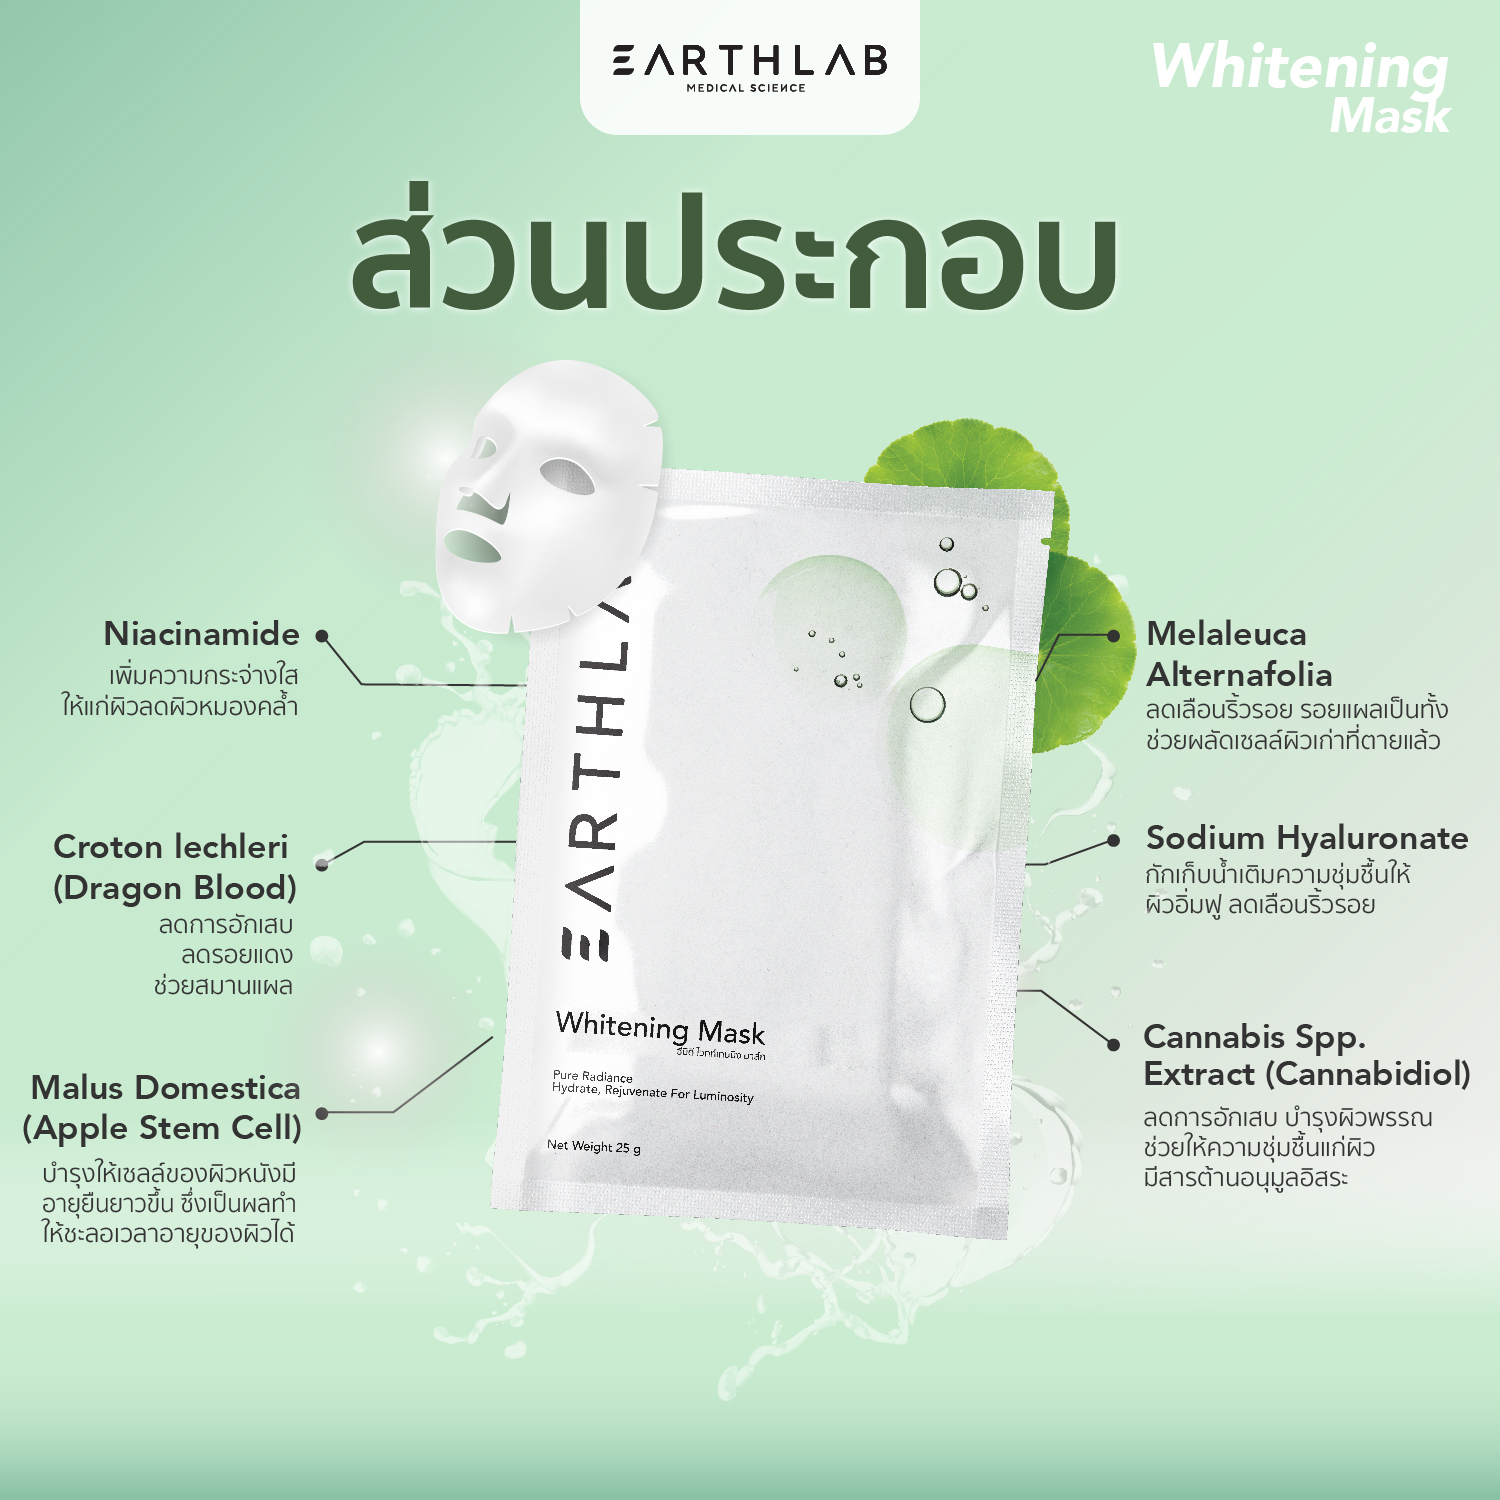 EARTHLAB
MEDICAL SCIENCE
Whitening
Mask
ส่วนประกอบ
Niacinamide
เพิ่มความกระจ่างใส
ให้แก่ผิวลดผิวหมองคล้ำ
Croton lechleri
(Dragon Blood)
ลดการอักเสบ
ลดรอยแดง
ช่วยสมานแผล
Malus Domestica
(Apple Stem Cell)
บำรุงให้เซลล์ของผิวหนังมี
อายุยืนยาวขึ้น ซึ่งเป็นผลทำ
ให้ชะลอเวลาอายุของผิวได้
EARTHLA
Whitening Mask
Pure Radiance
Hydrate, Rejuvenate For Luminosity
Net Weight 25 g
Melaleuca
Alternafolia
ลดเลือนริ้วรอย รอยแผลเป็นทั้ง
ช่วยผลัดเซลล์ผิวเก่าที่ตายแล้ว
Sodium Hyaluronate
กักเก็บน้ำเติมความชุ่มชื้นให้
ผิวอิ่มฟู ลดเลือนริ้วรอย
Cannabis Spp.
Extract (Cannabidiol)
ลดการอักเสบ บำรุงผิวพรรณ
ช่วยให้ความชุ่มชื้นแก่ผิว
มีสารต้านอนุมูลอิสระ